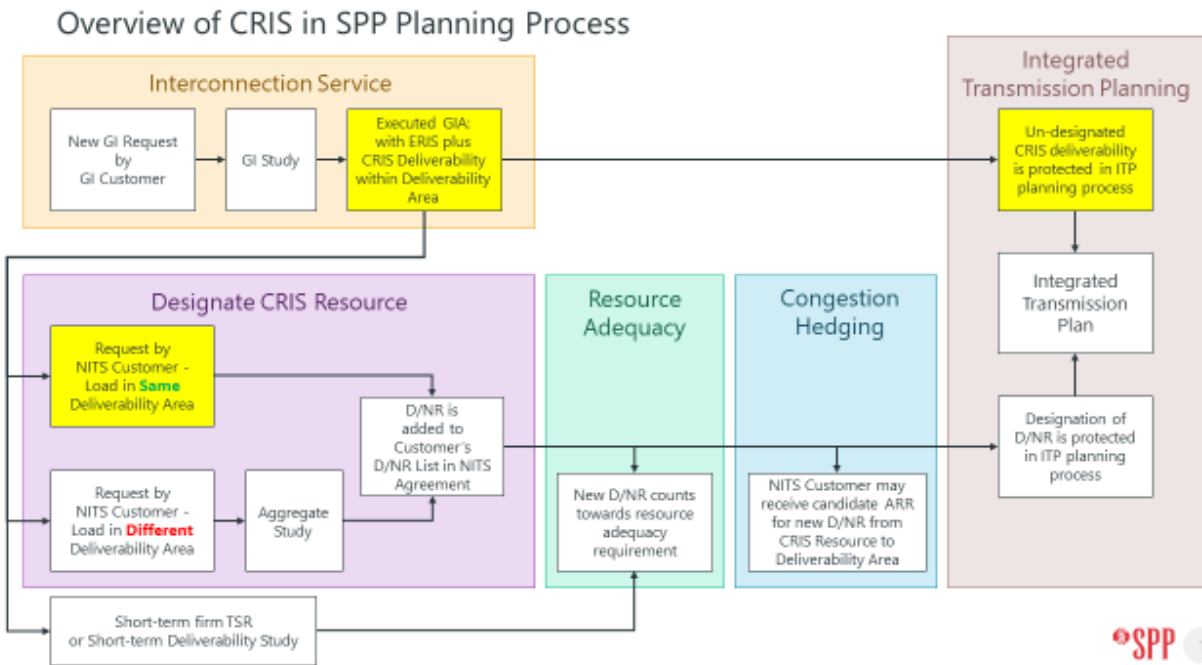 Overview of CRIS in SPP Planning Process
Interconnection Service
New GI Request
by
GI Customer
GI Study
Executed GIA:
with ERIS plus
CRIS Deliverability
within Deliverability
Area
Integrated
Transmission Planning
Un-designated
CRIS deliverability
is protected in ITP
planning process
Integrated
Transmission
Plan
Designation of
D/NR is protected
in ITP planning
process
Designate CRIS Resource
Request by
NITS Customer -
Load in Same
Deliverability Area
Request by
NITS Customer -
Load in Different
Deliverability Area
Aggregate
Study
D/NR is
added to
Customer's
D/NR List in NITS
Agreement
Resource
Adequacy
New D/NR counts
towards resource
adequacy
requirement
Congestion
Hedging
NITS Customer may
receive candidate ARR
for new D/NR from
CRIS Resource to
Deliverability Area
Short-term firm TSR
or Short-term Deliverability Study
SPP